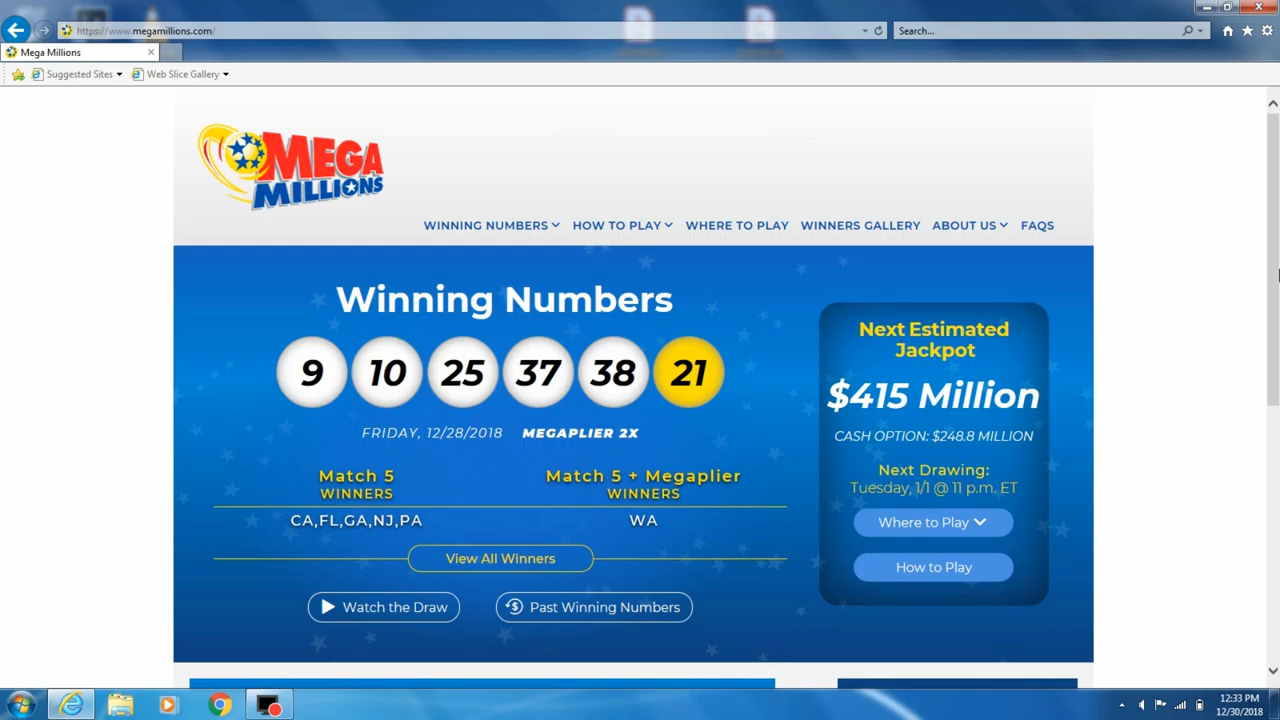 https://www.megamillions.com/
Search...
Mega Millions
Suggested Sites
Web Slice Gallery
MEGA
MILLIONS
WINNING NUMBERS HOW TO PLAY WHERE TO PLAY WINNERS GALLERY ABOUT US FAQS
Winning Numbers
9 10 25 37 38 21
FRIDAY, 12/28/2018 MEGAPLIER 2X
Match 5
WINNERS
CA,FL,GA,NJ,PA
Match 5 + Megaplier
WINNERS
WA
View All Winners
Watch the Draw
Past Winning Numbers
Next Estimated
Jackpot
$415 Million
CASH OPTION: $248.8 MILLION
Next Drawing:
Tuesday, 1/1 @ 11 p.m. ET
Where to Play
How to Play
12:33 PM
12/30/2018